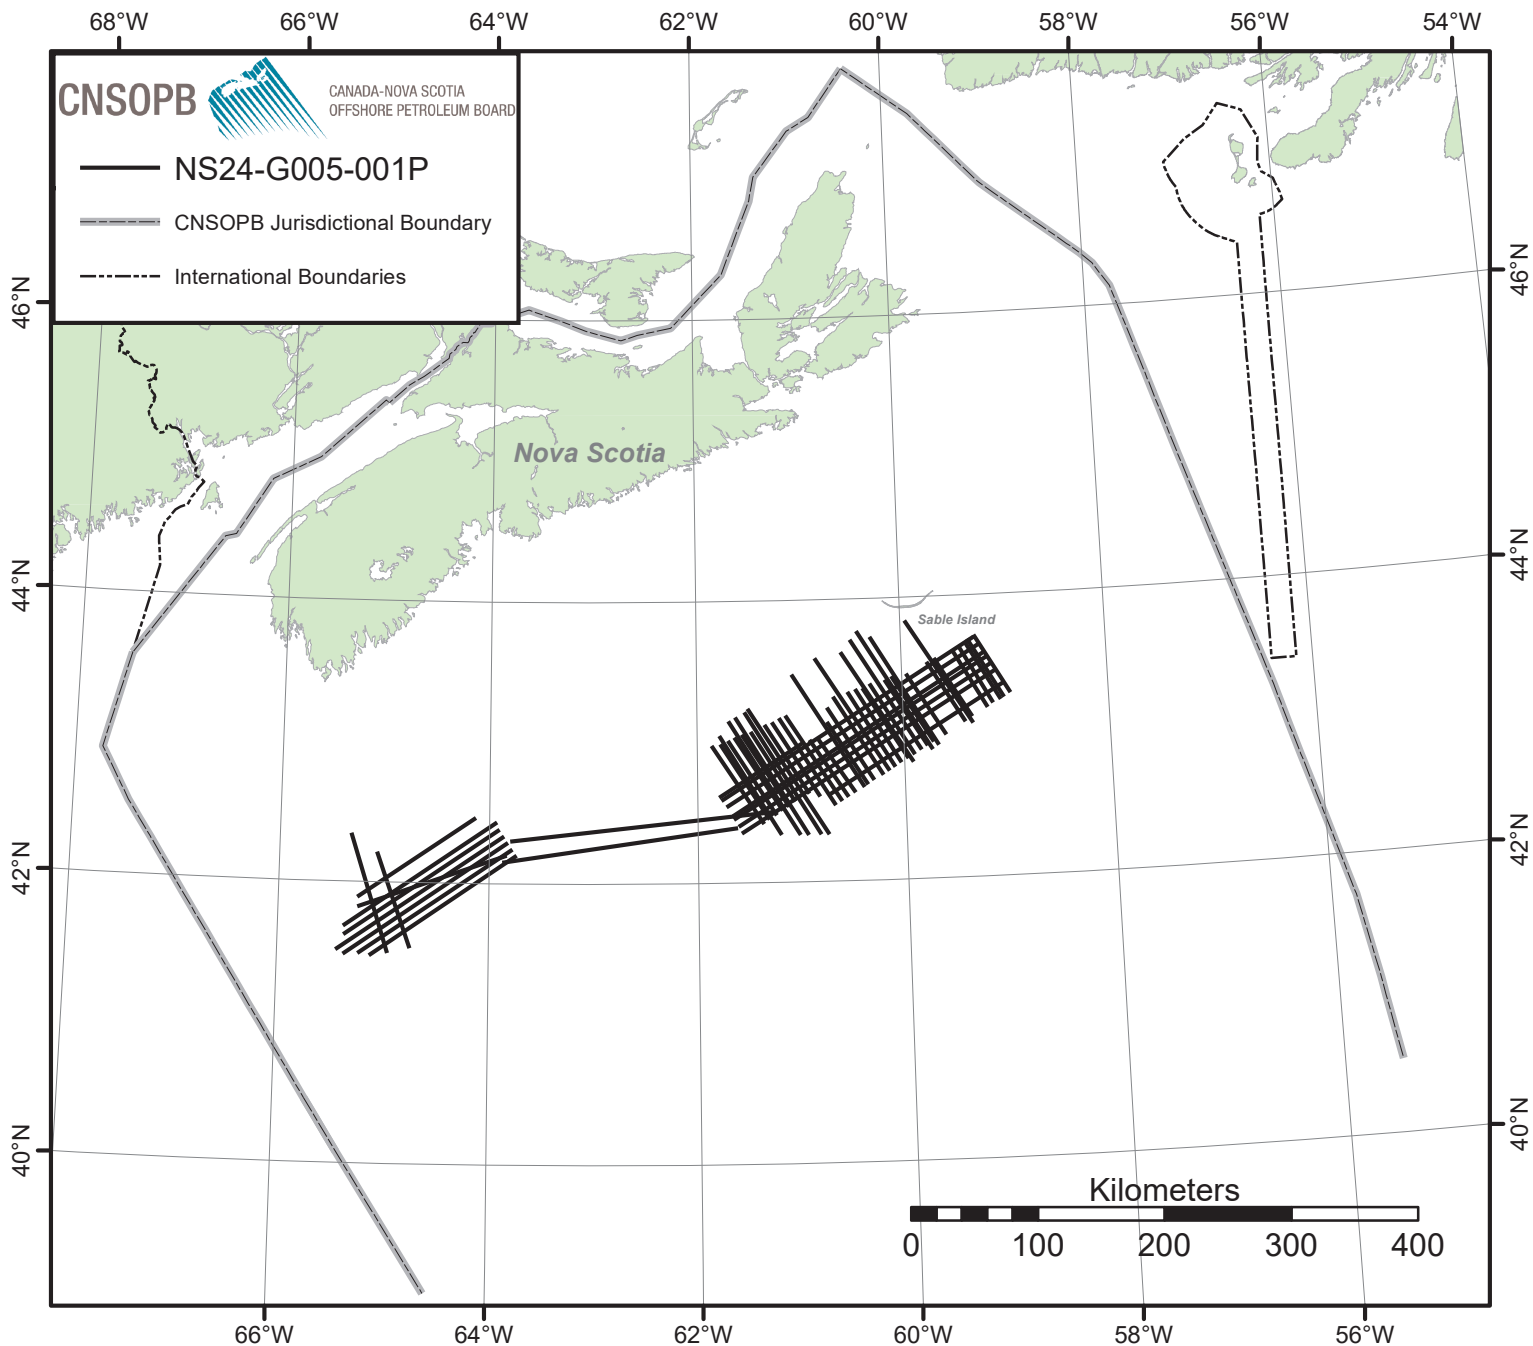 68°W 66°W 64°W 62°W 60°W 58°W 56°W 54°W
CNSOPB
CANADA-NOVA SCOTIA
OFFSHORE PETROLEUM BOARD
NS24-G005-001P
CNSOPB Jurisdictional Boundary
International Boundaries
46°N
46°N
Nova Scotia
44°N
44°N
Sable Island
42°N
42°N
40°N
40°N
Kilometers
0 100 200 300 400
66°W 64°W 62°W 60°W 58°W 56°W